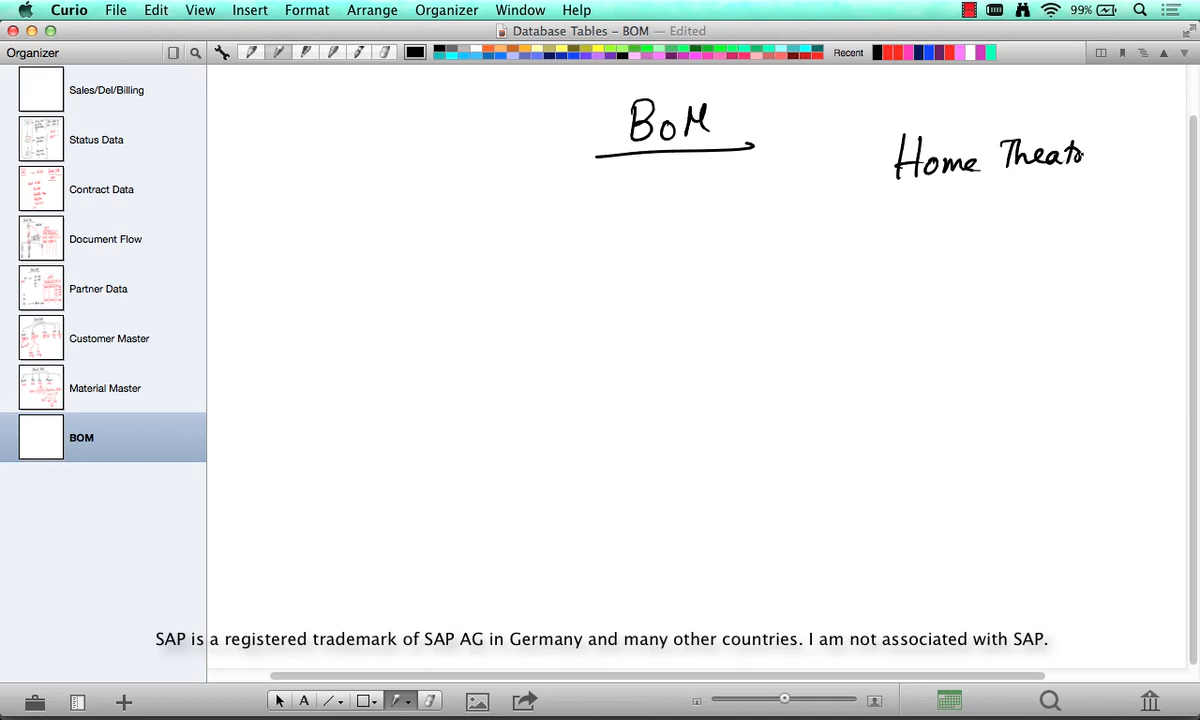 Curio File Edit View Insert Format Arrange Organizer Window Help 99%
Database Tables – BOM — Edited
Organizer
Recent
Sales/Del/Billing
Status Data
Contract Data
Document Flow
Partner Data
Customer Master
Material Master
BOM
BoM
Home Theat
SAP is a registered trademark of SAP AG in Germany and many other countries. I am not associated with SAP.
A